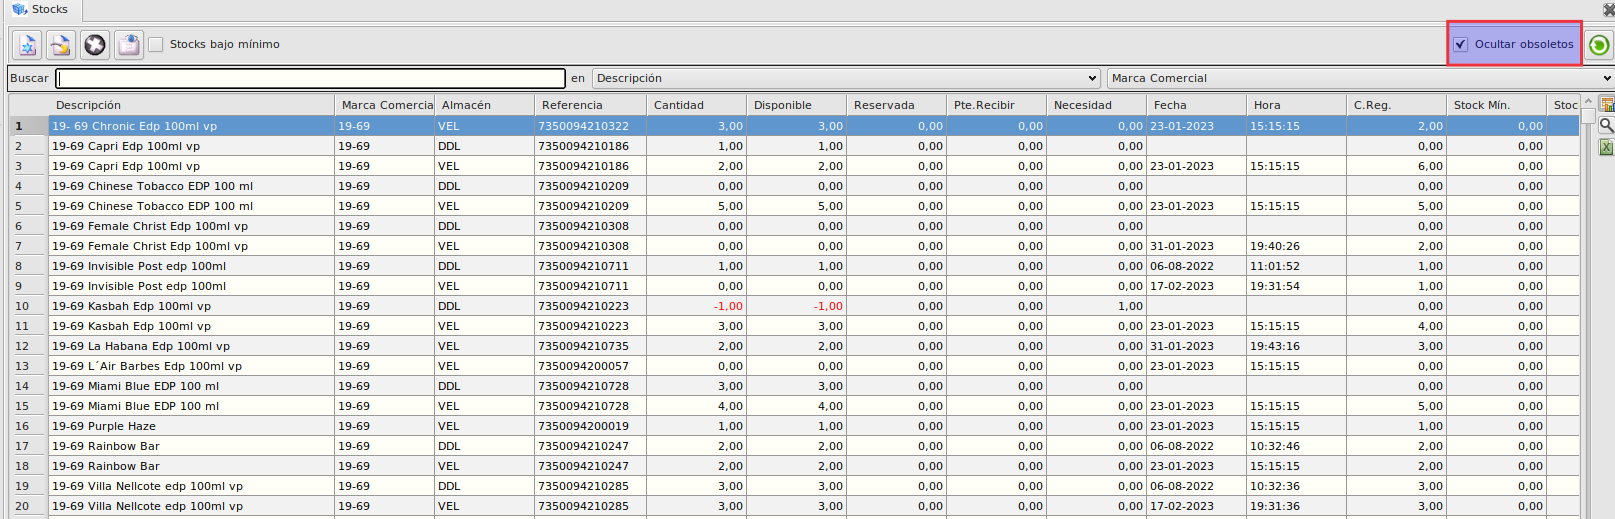 Stocks
Stocks bajo mínimo Ocultar obsoletos
Buscar en Descripción Marca Comercial
Descripción Marca Comercia Almacén Referencia Cantidad Disponible Reservada Pte.Recibir Necesidad Fecha Hora C.Reg. Stock Mín. Stoc
1 19- 69 Chronic Edp 100ml vp 19-69 VEL 7350094210322 3,00 3,00 0,00 0,00 0,00 23-01-2023 15:15:15 2,00 0,00
2 19-69 Capri Edp 100ml vp 19-69 DDL 7350094210186 1,00 1,00 0,00 0,00 0,00 0,00 0,00
3 19-69 Capri Edp 100ml vp 19-69 VEL 7350094210186 2,00 2,00 0,00 0,00 0,00 23-01-2023 15:15:15 6,00 0,00
4 19-69 Chinese Tobacco EDP 100 ml 19-69 DDL 7350094210209 0,00 0,00 0,00 0,00 0,00 0,00 0,00
5 19-69 Chinese Tobacco EDP 100 ml 19-69 VEL 7350094210209 5,00 5,00 0,00 0,00 0,00 23-01-2023 15:15:15 5,00 0,00
6 19-69 Female Christ Edp 100ml vp 19-69 DDL 7350094210308 0,00 0,00 0,00 0,00 0,00 0,00 0,00
7 19-69 Female Christ Edp 100ml vp 19-69 VEL 7350094210308 0,00 0,00 0,00 0,00 0,00 31-01-2023 19:40:26 2,00 0,00
8 19-69 Invisible Post edp 100ml 19-69 DDL 7350094210711 1,00 1,00 0,00 0,00 0,00 06-08-2022 11:01:52 1,00 0,00
9 19-69 Invisible Post edp 100ml 19-69 VEL 7350094210711 0,00 0,00 0,00 0,00 0,00 17-02-2023 19:31:54 1,00 0,00
10 19-69 Kasbah Edp 100ml vp 19-69 DDL 7350094210223 -1,00 -1,00 0,00 0,00 1,00 0,00 0,00
11 19-69 Kasbah Edp 100ml vp 19-69 VEL 7350094210223 3,00 3,00 0,00 0,00 0,00 23-01-2023 15:15:15 4,00 0,00
12 19-69 La Habana Edp 100ml vp 19-69 VEL 7350094210735 2,00 2,00 0,00 0,00 0,00 31-01-2023 19:43:16 3,00 0,00
13 19-69 L´Air Barbes Edp 100ml vp 19-69 VEL 7350094200057 0,00 0,00 0,00 0,00 0,00 23-01-2023 15:15:15 0,00 0,00
14 19-69 Miami Blue EDP 100 ml 19-69 DDL 7350094210728 3,00 3,00 0,00 0,00 0,00 0,00 0,00
15 19-69 Miami Blue EDP 100 ml 19-69 VEL 7350094210728 4,00 4,00 0,00 0,00 0,00 23-01-2023 15:15:15 5,00 0,00
16 19-69 Purple Haze 19-69 VEL 7350094200019 1,00 1,00 0,00 0,00 0,00 23-01-2023 15:15:15 1,00 0,00
17 19-69 Rainbow Bar 19-69 DDL 7350094210247 2,00 2,00 0,00 0,00 0,00 06-08-2022 10:32:46 2,00 0,00
18 19-69 Rainbow Bar 19-69 VEL 7350094210247 2,00 2,00 0,00 0,00 0,00 23-01-2023 15:15:15 2,00 0,00
19 19-69 Villa Nellcote edp 100ml vp 19-69 DDL 7350094210285 3,00 3,00 0,00 0,00 0,00 06-08-2022 10:32:36 3,00 0,00
20 19-69 Villa Nellcote edp 100ml vp 19-69 VEL 7350094210285 3,00 3,00 0,00 0,00 0,00 17-02-2023 19:31:36 3,00 0,00